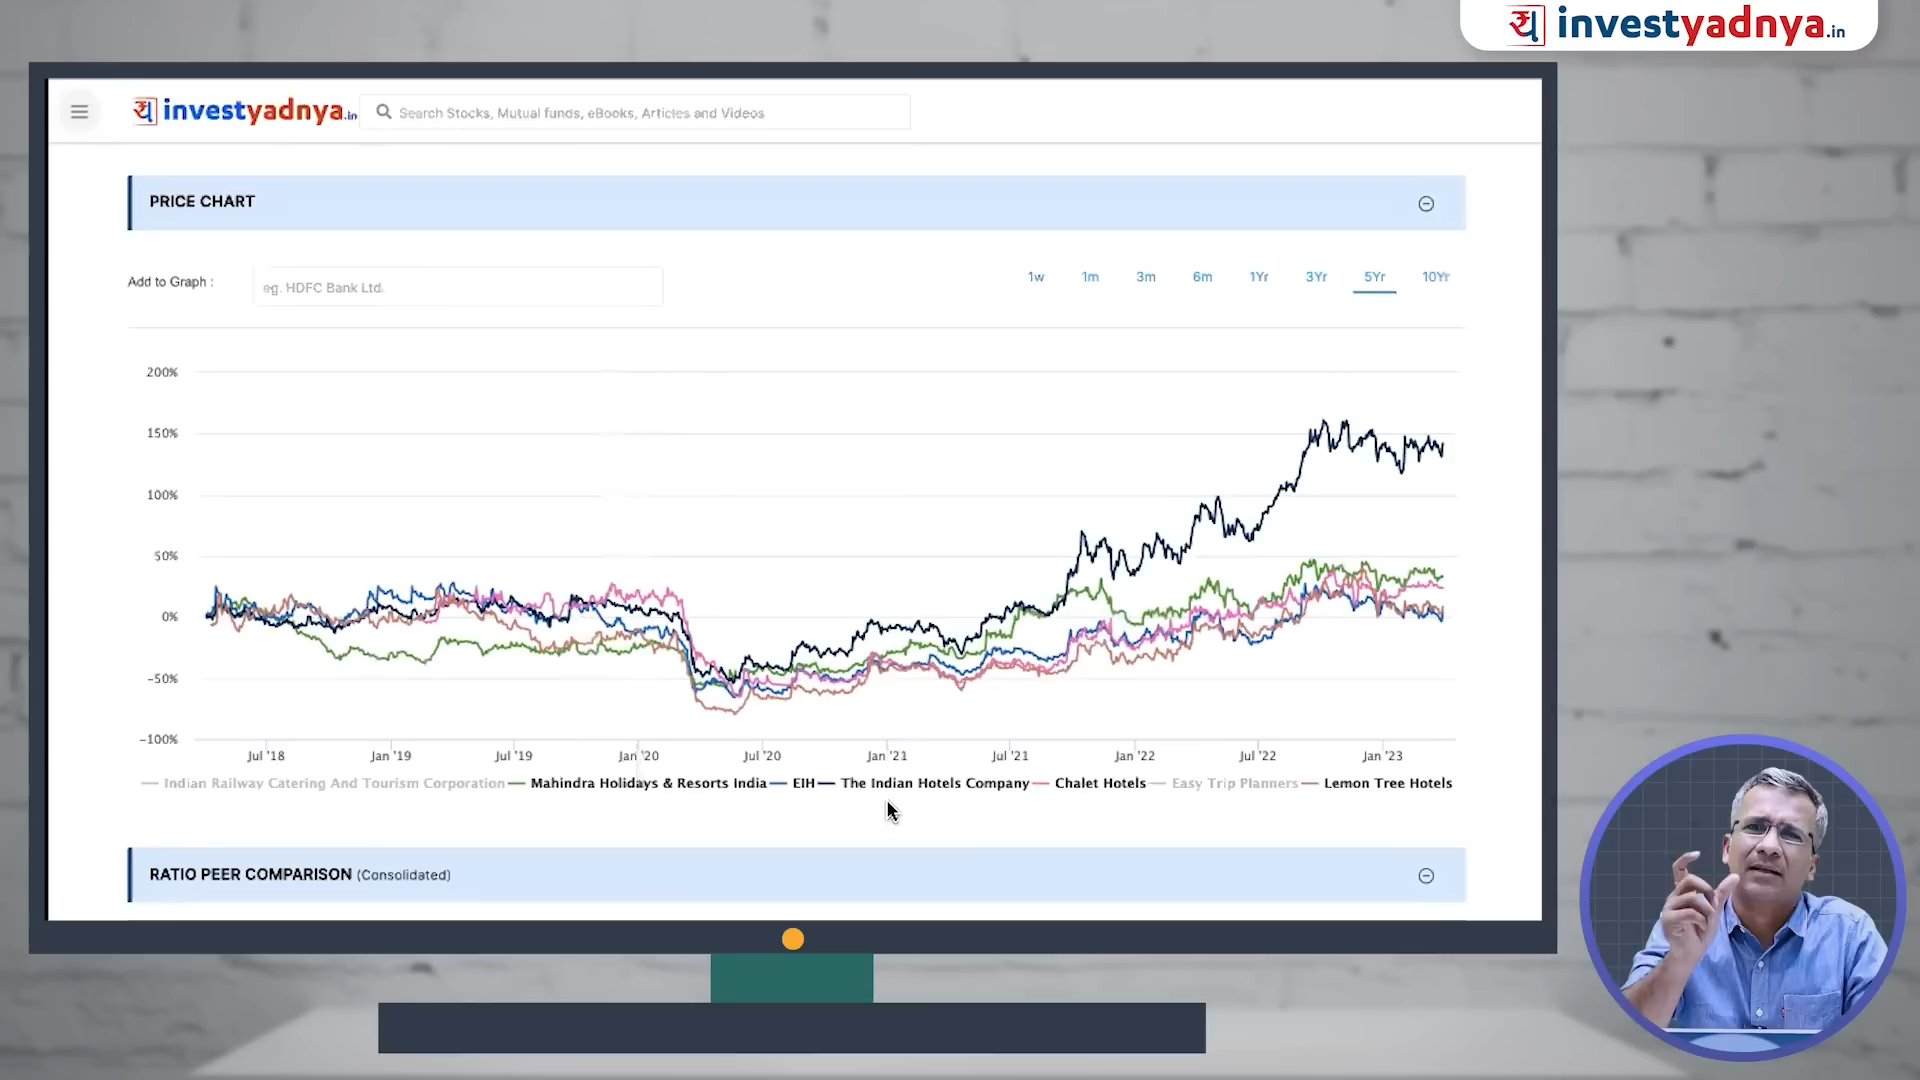 investyadnya.in
investyadnya.in
Search Stocks, Mutual funds, eBooks, Articles and Videos
PRICE CHART
Add to Graph :
eg. HDFC Bank Ltd.
1w 1m 3m 6m 1Yr 3Yr 5Yr 10Yr
200%
150%
100%
50%
0%
-50%
-100%
Jul '18 Jan '19 Jul '19 Jan '20 Jul '20 Jan '21 Jul '21 Jan '22 Jul '22 Jan '23
Indian Railway Catering And Tourism Corporation Mahindra Holidays & Resorts India EIH The Indian Hotels Company Chalet Hotels Easy Trip Planners Lemon Tree Hotels
RATIO PEER COMPARISON (Consolidated)